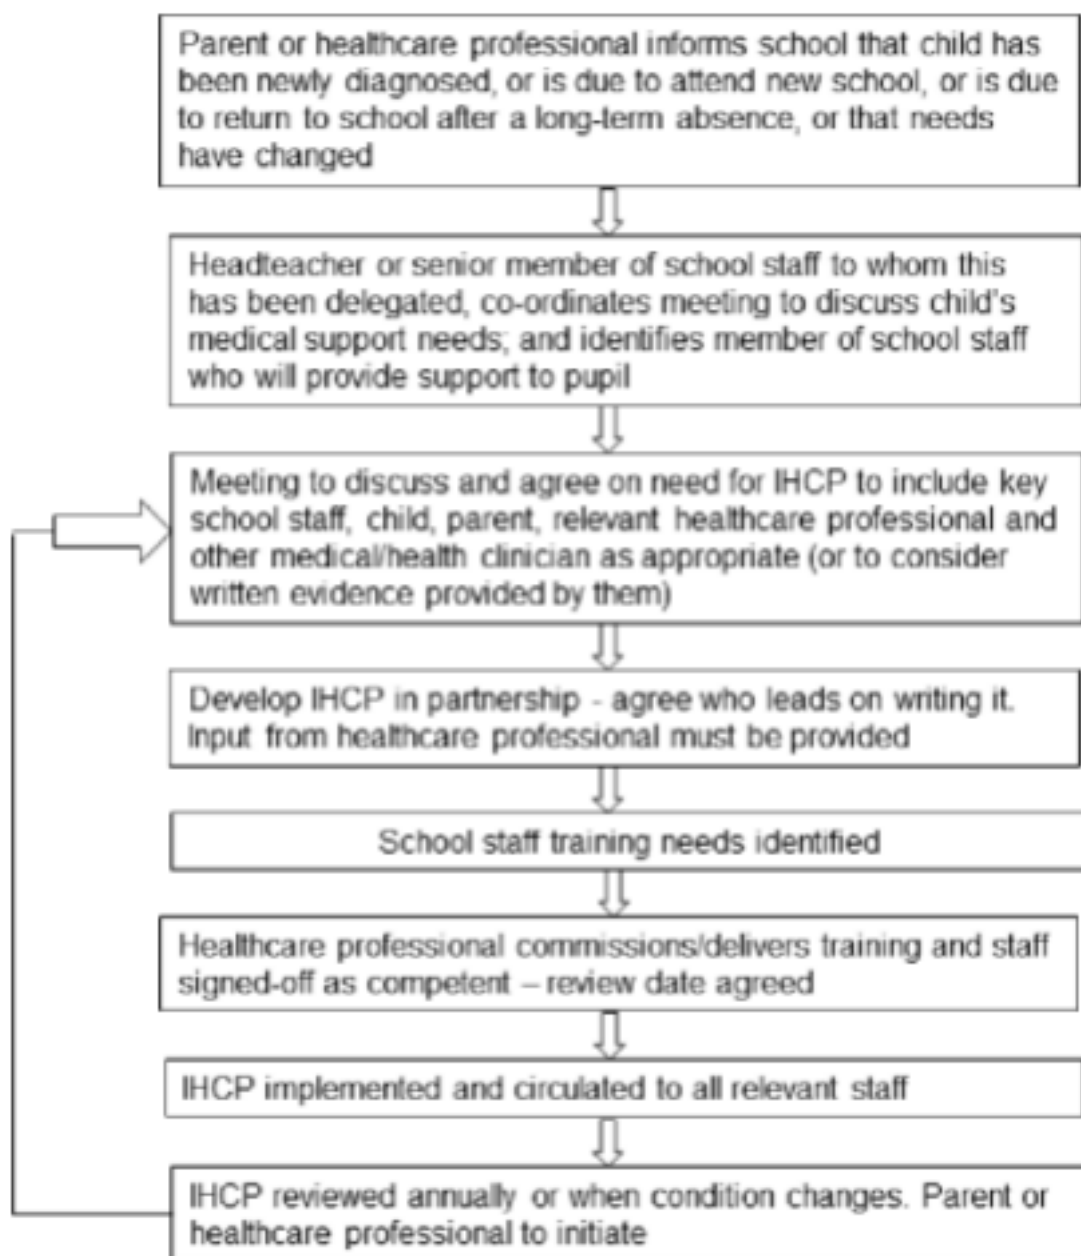 Parent or healthcare professional informs school that child has
been newly diagnosed, or is due to attend new school, or is due
to return to school after a long-term absence, or that needs
have changed
Headteacher or senior member of school staff to whom this
has been delegated, co-ordinates meeting to discuss child's
medical support needs; and identifies member of school staff
who will provide support to pupil
Meeting to discuss and agree on need for IHCP to include key
school staff, child, parent, relevant healthcare professional and
other medical/health clinician as appropriate (or to consider
written evidence provided by them)
Develop IHCP in partnership - agree who leads on writing it.
Input from healthcare professional must be provided
School staff training needs identified
Healthcare professional commissions/delivers training and staff
signed-off as competent – review date agreed
IHCP implemented and circulated to all relevant staff
IHCP reviewed annually or when condition changes. Parent or
healthcare professional to initiate